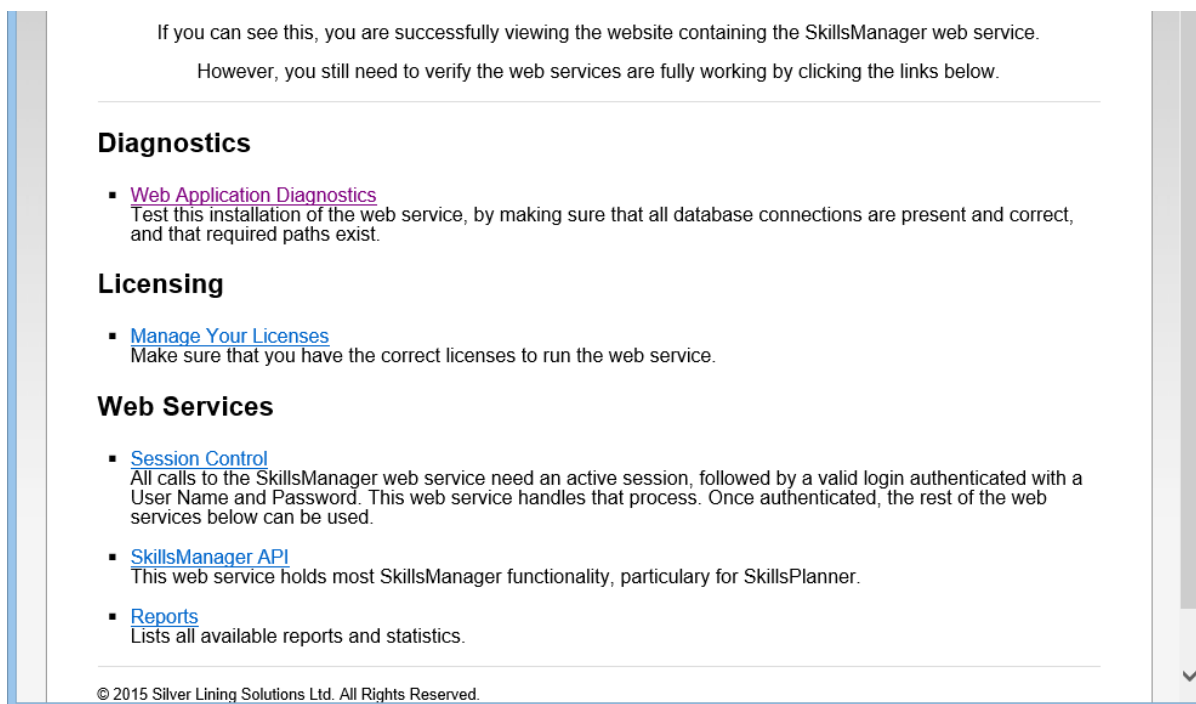 If you can see this, you are successfully viewing the website containing the SkillsManager web service.
However, you still need to verify the web services are fully working by clicking the links below.
Diagnostics
Web Application Diagnostics
Test this installation of the web service, by making sure that all database connections are present and correct,
and that required paths exist.
Licensing
Manage Your Licenses
Make sure that you have the correct licenses to run the web service.
Web Services
Session Control
All calls to the SkillsManager web service need an active session, followed by a valid login authenticated with a
User Name and Password. This web service handles that process. Once authenticated, the rest of the web
services below can be used.
SkillsManager API
This web service holds most SkillsManager functionality, particulary for SkillsPlanner.
Reports
Lists all available reports and statistics.
© 2015 Silver Lining Solutions Ltd. All Rights Reserved.